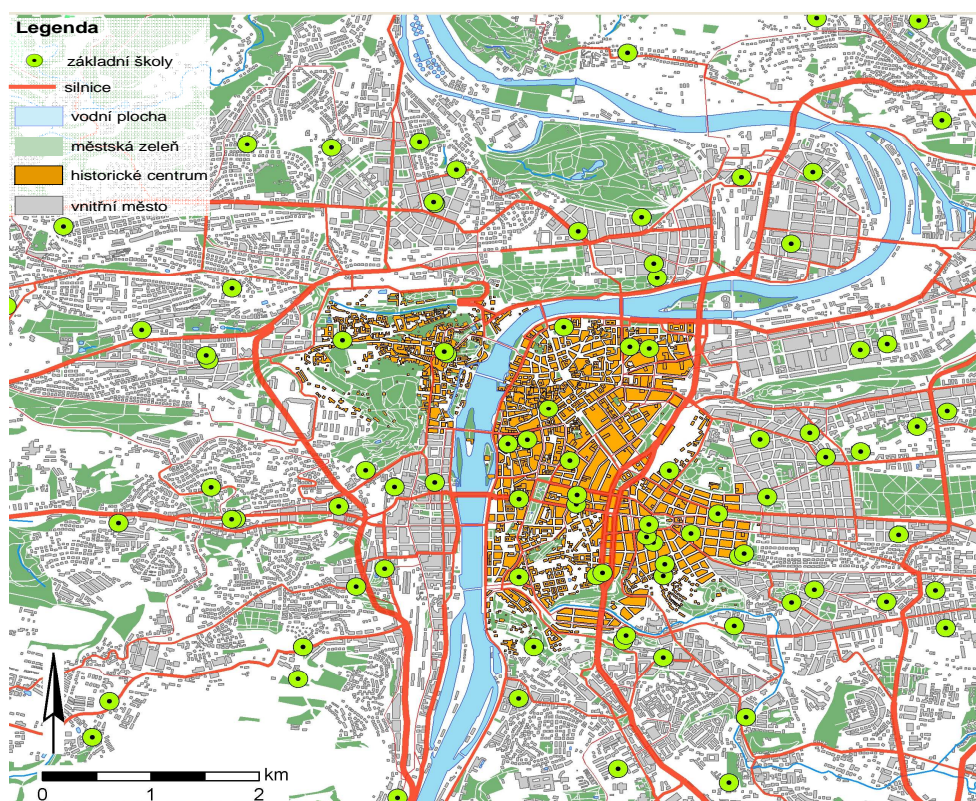 Legenda
základní školy
silnice
vodní plocha
městská zeleň
historické centrum
vnitřní město
km
0 1 2